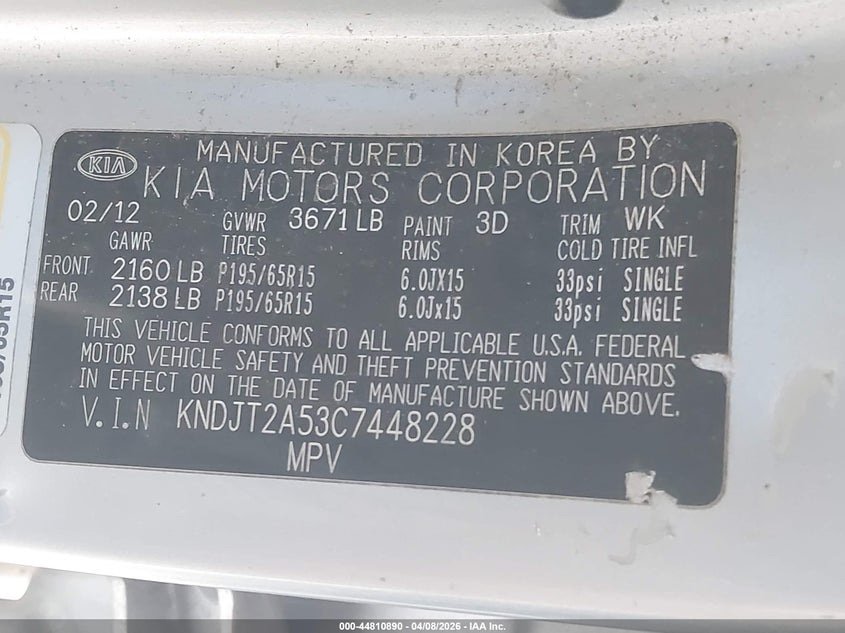 MANUFACTURED IN KOREA BY
KIA
KIA MOTORS CORPORATION
02/12 GVWR 3671 LB PAINT 3D TRIM WK
GAWR TIRES RIMS COLD TIRE INFL
FRONT 2160 LB P195/65R15 6.0JX15 33psi SINGLE
REAR 2138 LB P195/65R15 6.0Jx15 33psi SINGLE
THIS VEHICLE CONFORMS TO ALL APPLICABLE U.S.A. FEDERAL
MOTOR VEHICLE SAFETY AND THEFT PREVENTION STANDARDS
IN EFFECT ON THE DATE OF MANUFACTURE SHOWN ABOVE.
V.I.N KNDJT2A53C7448228
MPV
000-44810890 - 04/08/2026 - IAA Inc.